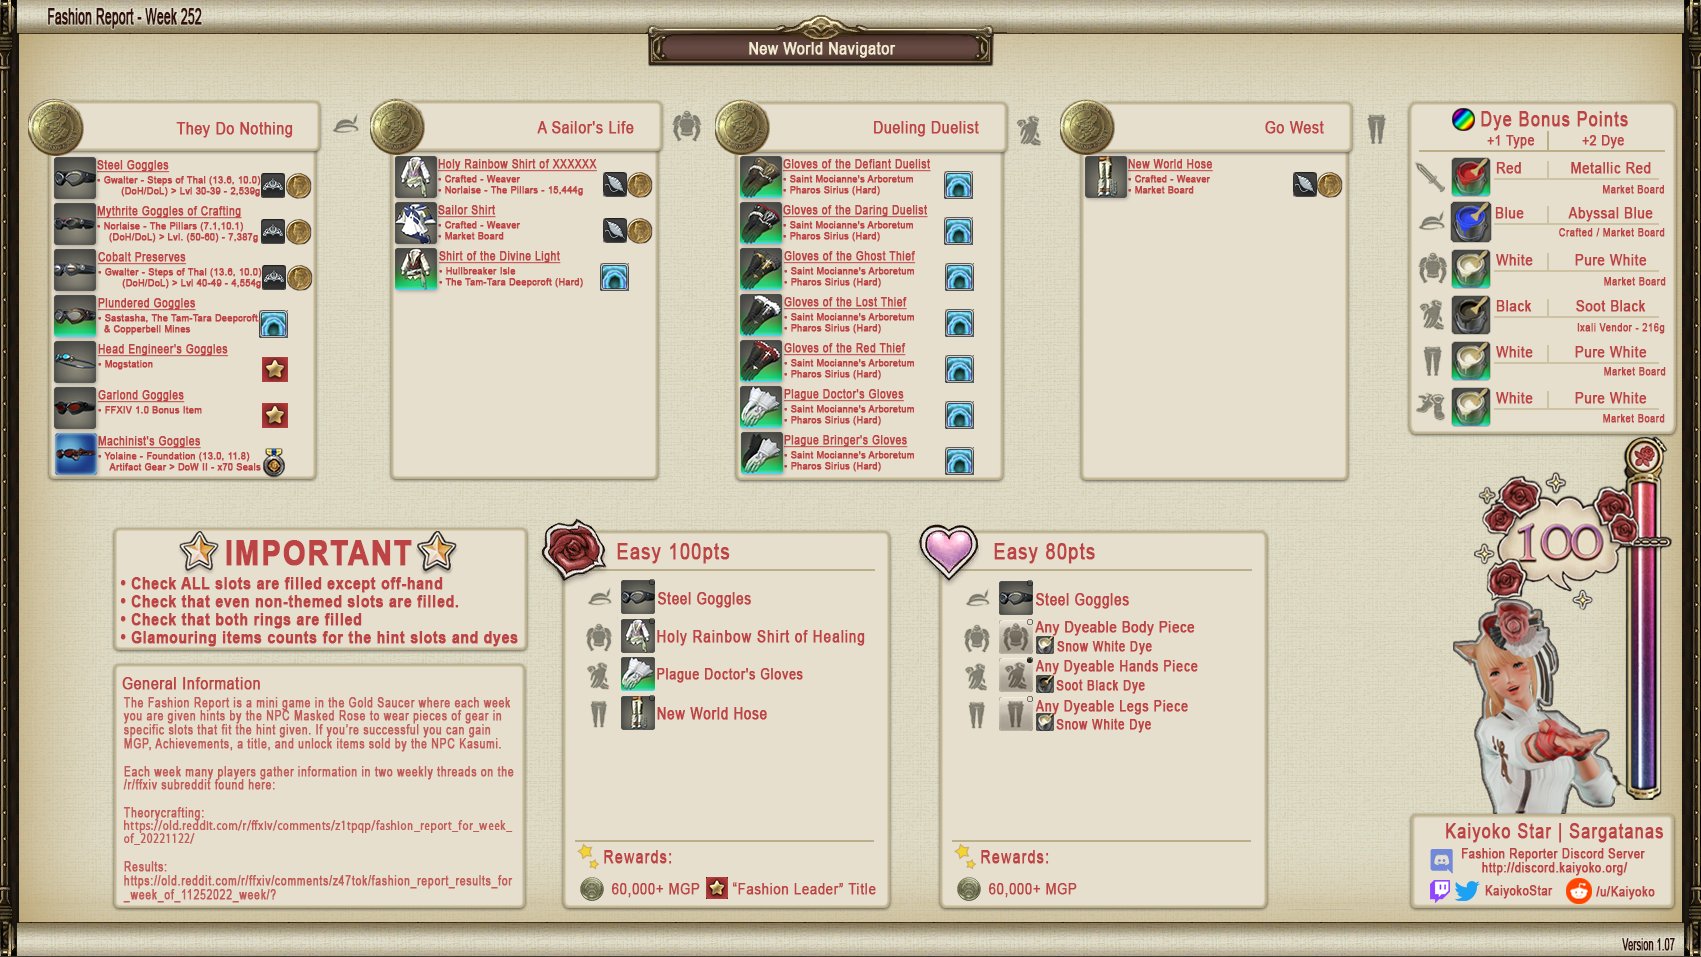 Fashion Report - Week 252
New World Navigator
They Do Nothing
Steel Goggles
• Gwalter - Steps of Thal (13.6, 10.0)
(DoH/DoL) > Lvl 30-39 - 2,539g
Mythrite Goggles of Crafting
• Norlaise - The Pillars (7.1,10.1)
(DoH/DoL) > Lvl. (50-60) - 7,387g
Cobalt Preserves
• Gwalter - Steps of Thal (13.6, 10.0)
(DoH/DoL) > Lvl 40-49 - 4,554g
Plundered Goggles
• Sastasha, The Tam-Tara Deepcroft
& Copperbell Mines
Head Engineer's Goggles
• Mogstation
Garlond Goggles
• FFXIV 1.0 Bonus Item
Machinist's Goggles
• Yolaine - Foundation (13.0, 11.8)
Artifact Gear > DoW II - x70 Seals
A Sailor's Life
Holy Rainbow Shirt of XXXXXX
• Crafted - Weaver
• Norlaise - The Pillars - 15,444g
Sailor Shirt
• Crafted - Weaver
• Market Board
Shirt of the Divine Light
• Hullbreaker Isle
• The Tam-Tara Deepcroft (Hard)
Dueling Duelist
Gloves of the Defiant Duelist
• Saint Mocianne's Arboretum
• Pharos Sirius (Hard)
Gloves of the Daring Duelist
• Saint Mocianne's Arboretum
• Pharos Sirius (Hard)
Gloves of the Ghost Thief
• Saint Mocianne's Arboretum
• Pharos Sirius (Hard)
Gloves of the Lost Thief
• Saint Mocianne's Arboretum
• Pharos Sirius (Hard)
Gloves of the Red Thief
• Saint Mocianne's Arboretum
• Pharos Sirius (Hard)
Plague Doctor's Gloves
• Saint Mocianne's Arboretum
• Pharos Sirius (Hard)
Plague Bringer's Gloves
• Saint Mocianne's Arboretum
• Pharos Sirius (Hard)
Go West
New World Hose
• Crafted - Weaver
• Market Board
Dye Bonus Points
+1 Type | +2 Dye
Red | Metallic Red
Market Board
Blue | Abyssal Blue
Crafted / Market Board
White | Pure White
Market Board
Black | Soot Black
Ixali Vendor - 216g
White | Pure White
Market Board
White | Pure White
Market Board
IMPORTANT
• Check ALL slots are filled except off-hand
• Check that even non-themed slots are filled.
• Check that both rings are filled
• Glamouring items counts for the hint slots and dyes
General Information
The Fashion Report is a mini game in the Gold Saucer where each week
you are given hints by the NPC Masked Rose to wear pieces of gear in
specific slots that fit the hint given. If you're successful you can gain
MGP, Achievements, a title, and unlock items sold by the NPC Kasumi.
Each week many players gather information in two weekly threads on the
/r/ffxiv subreddit found here:
Theorycrafting:
https://old.reddit.com/r/ffxiv/comments/z1tpqp/fashion_report_for_week_
of_20221122/
Results:
https://old.reddit.com/r/ffxiv/comments/z47tok/fashion_report_results_for
_week_of_11252022_week/?
Easy 100pts
Steel Goggles
Holy Rainbow Shirt of Healing
Plague Doctor's Gloves
New World Hose
Rewards:
60,000+ MGP "Fashion Leader" Title
Easy 80pts
Steel Goggles
Any Dyeable Body Piece
Snow White Dye
Any Dyeable Hands Piece
Soot Black Dye
Any Dyeable Legs Piece
Snow White Dye
Rewards:
60,000+ MGP
100
Kaiyoko Star | Sargatanas
Fashion Reporter Discord Server
http://discord.kaiyoko.org/
KaiyokoStar /u/Kaiyoko
Version 1.07